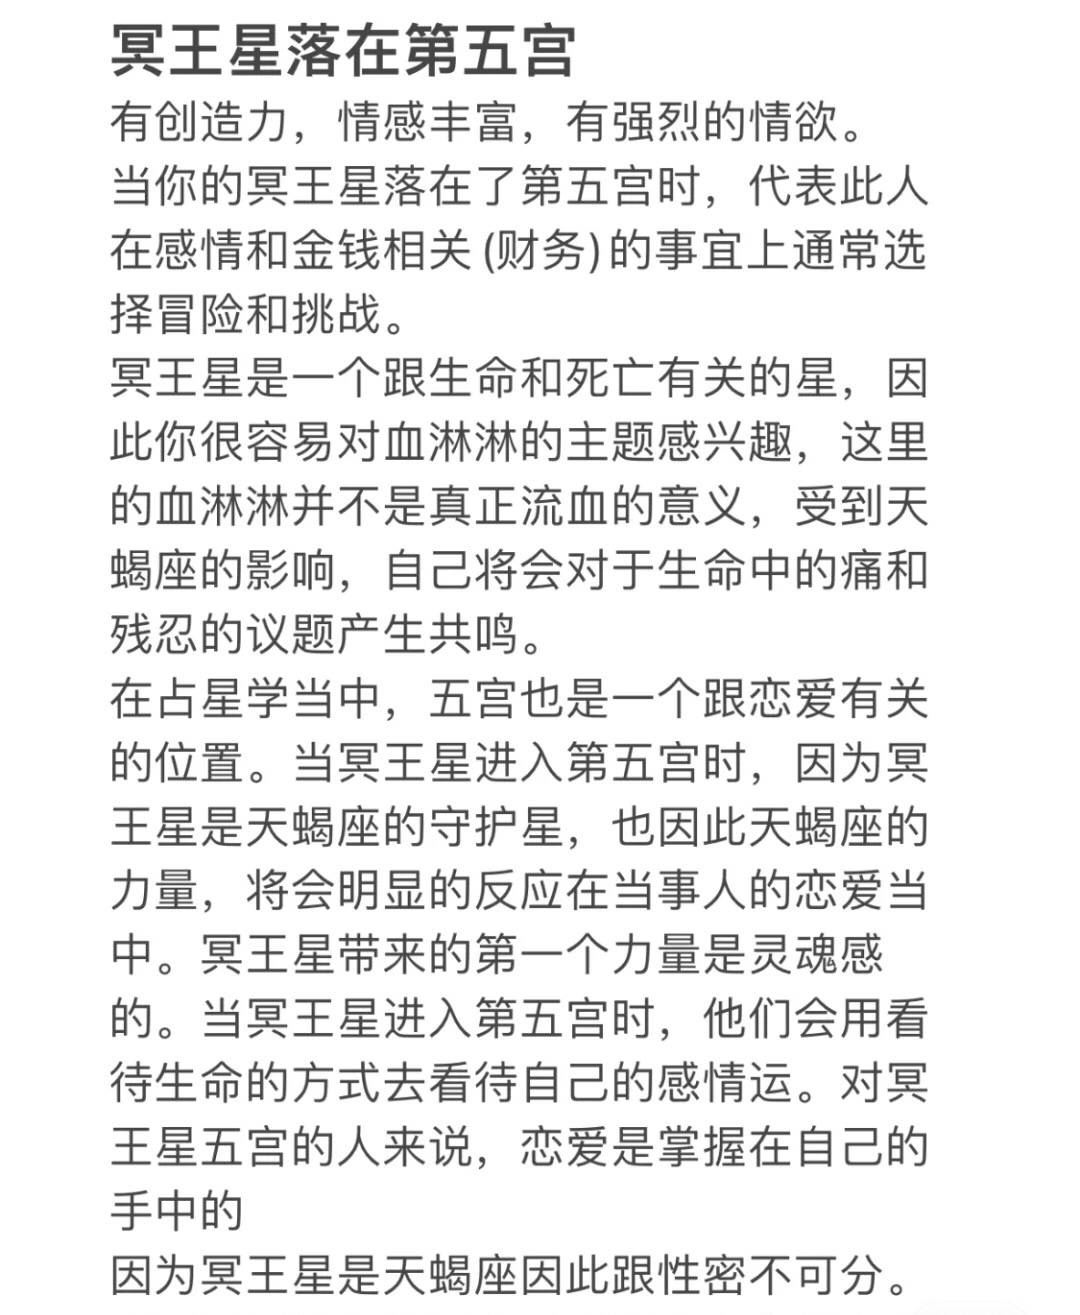 冥王星落在第五宫
有创造力，情感丰富，有强烈的情欲。
当你的冥王星落在了第五宫时，代表此人
在感情和金钱相关(财务)的事宜上通常选
择冒险和挑战。
冥王星是一个跟生命和死亡有关的星，因
此你很容易对血淋淋的主题感兴趣，这里
的血淋淋并不是真正流血的意义，受到天
蝎座的影响，自己将会对于生命中的痛和
残忍的议题产生共鸣。
在占星学当中，五宫也是一个跟恋爱有关
的位置。当冥王星进入第五宫时，因为冥
王星是天蝎座的守护星，也因此天蝎座的
力量，将会明显的反应在当事人的恋爱当
中。冥王星带来的第一个力量是灵魂感
的。当冥王星进入第五宫时，他们会用看
待生命的方式去看待自己的感情运。对冥
王星五宫的人来说，恋爱是掌握在自己的
手中的
因为冥王星是天蝎座因此跟性密不可分。